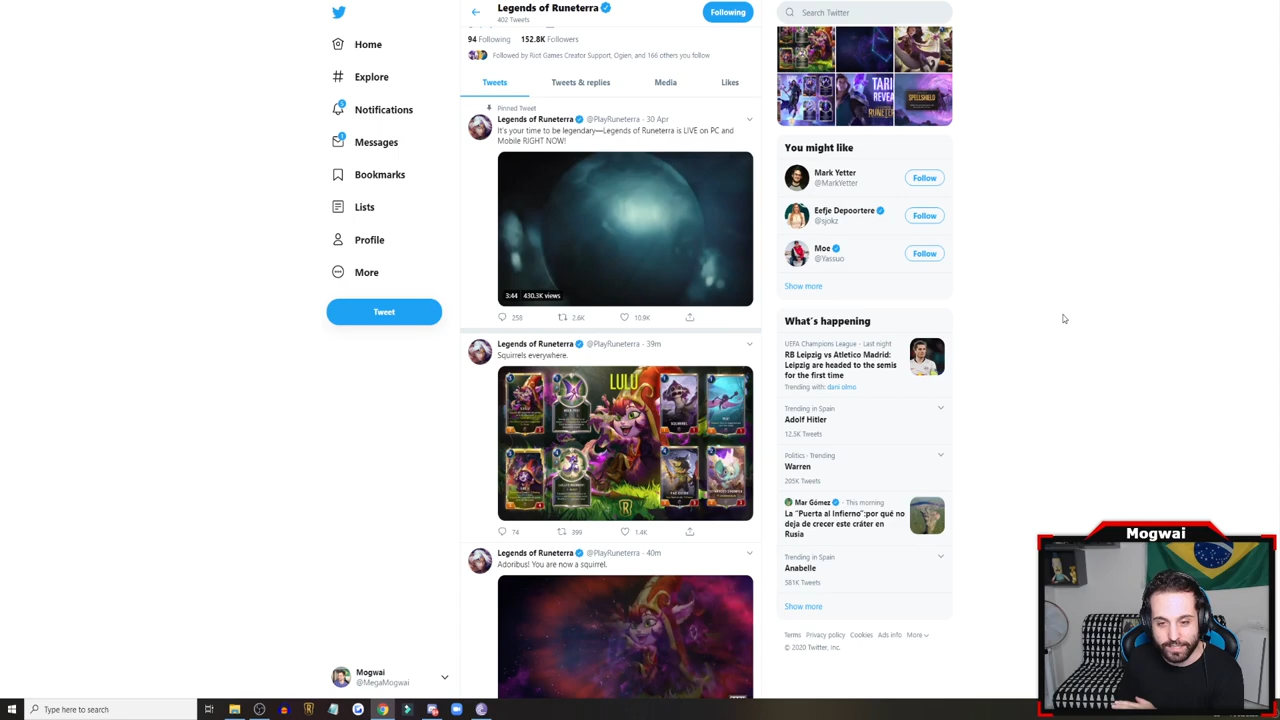 Home
Explore
Notifications
Messages
Bookmarks
Lists
Profile
More
Tweet
Mogwai
@MegaMogwai
Legends of Runeterra
402 Tweets
Following
94 Following 152.8K Followers
Followed by Riot Games Creator Support, Ogien, and 166 others you follow
Tweets Tweets & replies Media Likes
Pinned Tweet
Legends of Runeterra @PlayRuneterra · 30 Apr
It's your time to be legendary—Legends of Runeterra is LIVE on PC and
Mobile RIGHT NOW!
3:44 430.3K views
258 2.6K 10.9K
Legends of Runeterra @PlayRuneterra · 39m
Squirrels everywhere.
LULU
SQUIRREL
74 399 1.4K
Legends of Runeterra @PlayRuneterra · 40m
Adoribus! You are now a squirrel.
Search Twitter
TARI
REVEA
RUNETE
SPELLSHIELD
You might like
Mark Yetter
@MarkYetter
Follow
Eefje Depoortere
@sjokz
Follow
Moe
@Yassuo
Follow
Show more
What's happening
UEFA Champions League · Last night
RB Leipzig vs Atletico Madrid:
Leipzig are headed to the semis
for the first time
Trending with: dani olmo
Trending in Spain
Adolf Hitler
12.5K Tweets
Politics · Trending
Warren
205K Tweets
Mar Gómez · This morning
La "Puerta al Infierno":por qué no
deja de crecer este cráter en
Rusia
Trending in Spain
Anabelle
581K Tweets
Show more
Terms Privacy policy Cookies Ads info More
© 2020 Twitter, Inc.
Mogwai
Type here to search